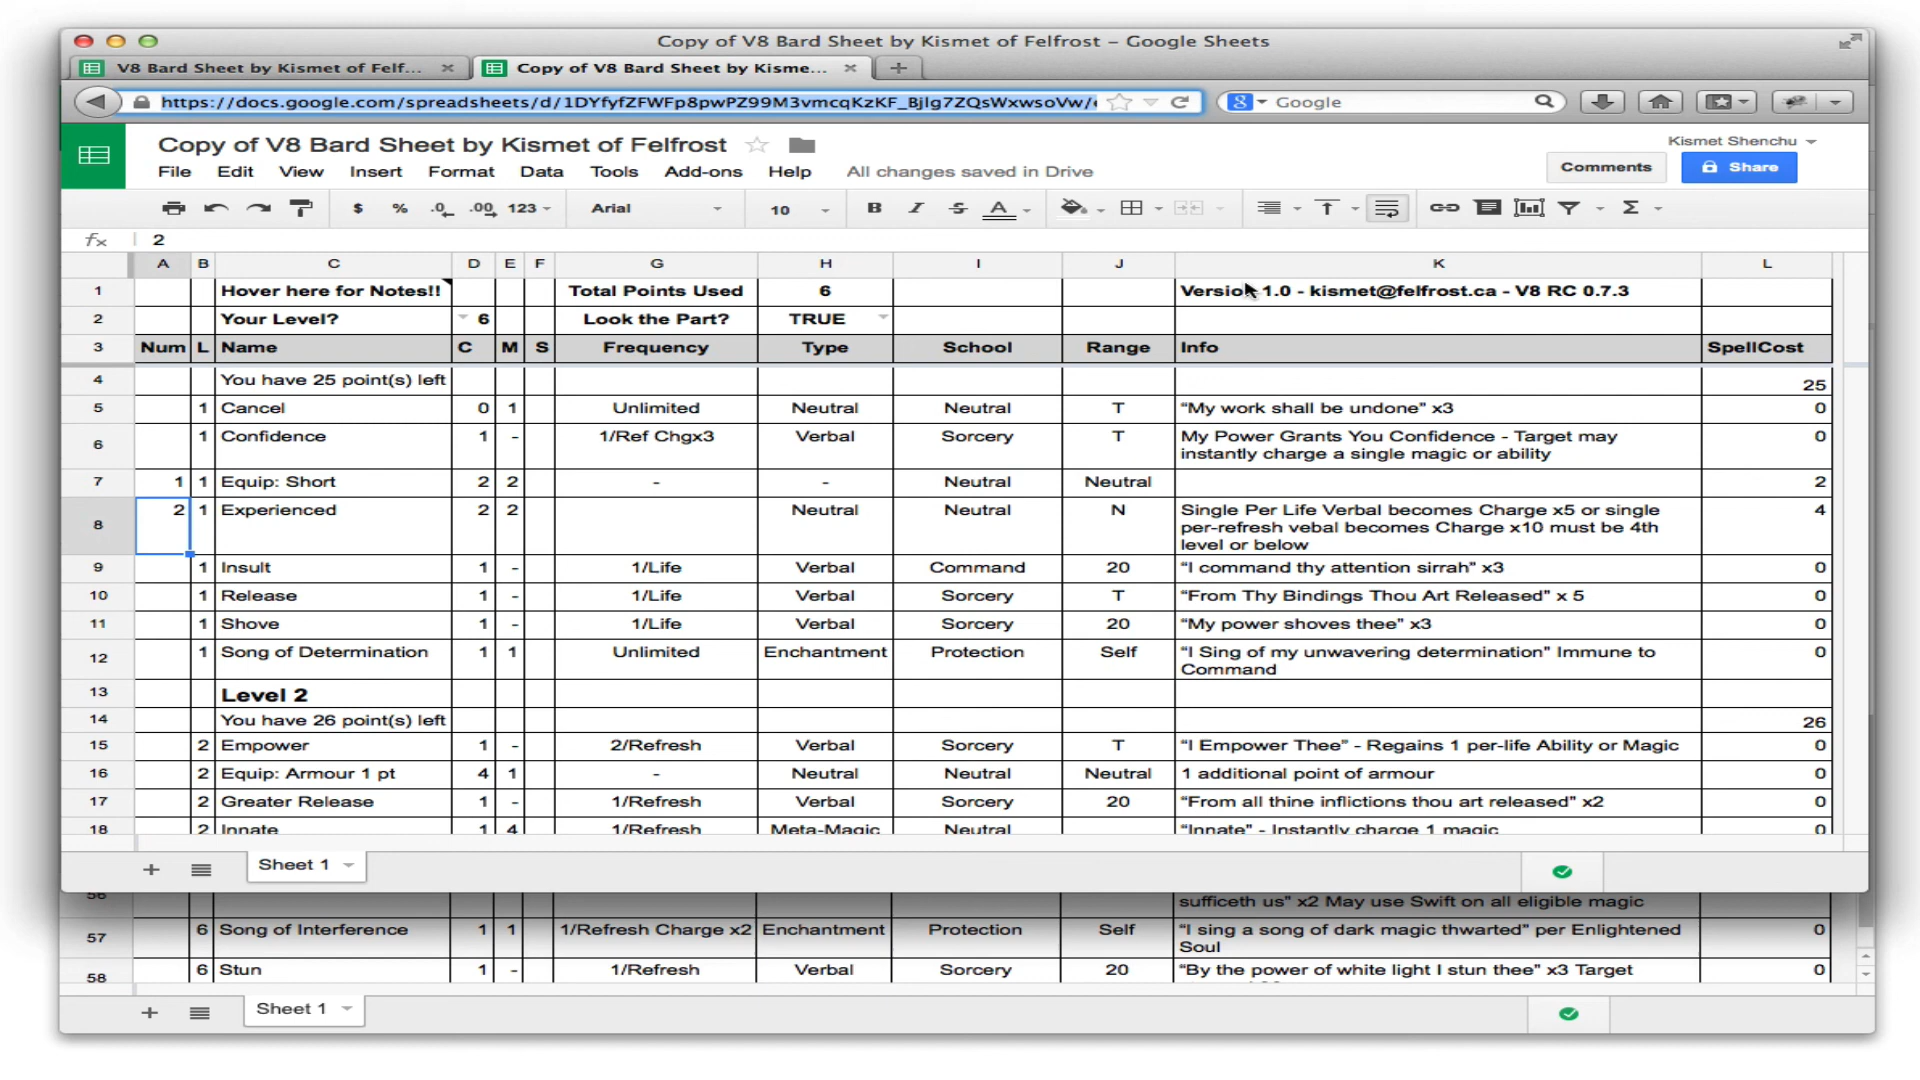 Copy of V8 Bard Sheet by Kismet of Felfrost – Google Sheets
V8 Bard Sheet by Kismet of Felf... Copy of V8 Bard Sheet by Kisme...
https://docs.google.com/spreadsheets/d/1DYfyfZFWFp8pwPZ99M3vmcqKzKF_BjIg7ZQsWxwsoVw/ Google
Copy of V8 Bard Sheet by Kismet of Felfrost Kismet Shenchu
File Edit View Insert Format Data Tools Add-ons Help All changes saved in Drive Comments Share
$ % .0 .00 123 Arial 10 B I S A Σ
fx 2
A B C D E F G H I J K L
1 Hover here for Notes!! Total Points Used 6 Version 1.0 - kismet@felfrost.ca - V8 RC 0.7.3
2 Your Level? 6 Look the Part? TRUE
3 Num L Name C M S Frequency Type School Range Info SpellCost
4 You have 25 point(s) left 25
5 1 Cancel 0 1 Unlimited Neutral Neutral T “My work shall be undone” x3 0
6 1 Confidence 1 - 1/Ref Chgx3 Verbal Sorcery T My Power Grants You Confidence - Target may 0
instantly charge a single magic or ability
7 1 1 Equip: Short 2 2 - - Neutral Neutral 2
8 2 1 Experienced 2 2 Neutral Neutral N Single Per Life Verbal becomes Charge x5 or single 4
per-refresh vebal becomes Charge x10 must be 4th
level or below
9 1 Insult 1 - 1/Life Verbal Command 20 “I command thy attention sirrah” x3 0
10 1 Release 1 - 1/Life Verbal Sorcery T “From Thy Bindings Thou Art Released” x 5 0
11 1 Shove 1 - 1/Life Verbal Sorcery 20 “My power shoves thee” x3 0
12 1 Song of Determination 1 1 Unlimited Enchantment Protection Self “I Sing of my unwavering determination" Immune to 0
Command
13 Level 2
14 You have 26 point(s) left 26
15 2 Empower 1 - 2/Refresh Verbal Sorcery T “I Empower Thee” - Regains 1 per-life Ability or Magic 0
16 2 Equip: Armour 1 pt 4 1 - Neutral Neutral Neutral 1 additional point of armour 0
17 2 Greater Release 1 - 1/Refresh Verbal Sorcery 20 “From all thine inflictions thou art released” x2 0
18 2 Innate 1 4 1/Refresh Meta-Magic Neutral “Innate” - Instantly charge 1 magic 0
Sheet 1
56 sufficeth us” x2 May use Swift on all eligible magic
57 6 Song of Interference 1 1 1/Refresh Charge x2 Enchantment Protection Self “I sing a song of dark magic thwarted” per Enlightened 0
Soul
58 6 Stun 1 - 1/Refresh Verbal Sorcery 20 “By the power of white light I stun thee” x3 Target 0
Sheet 1